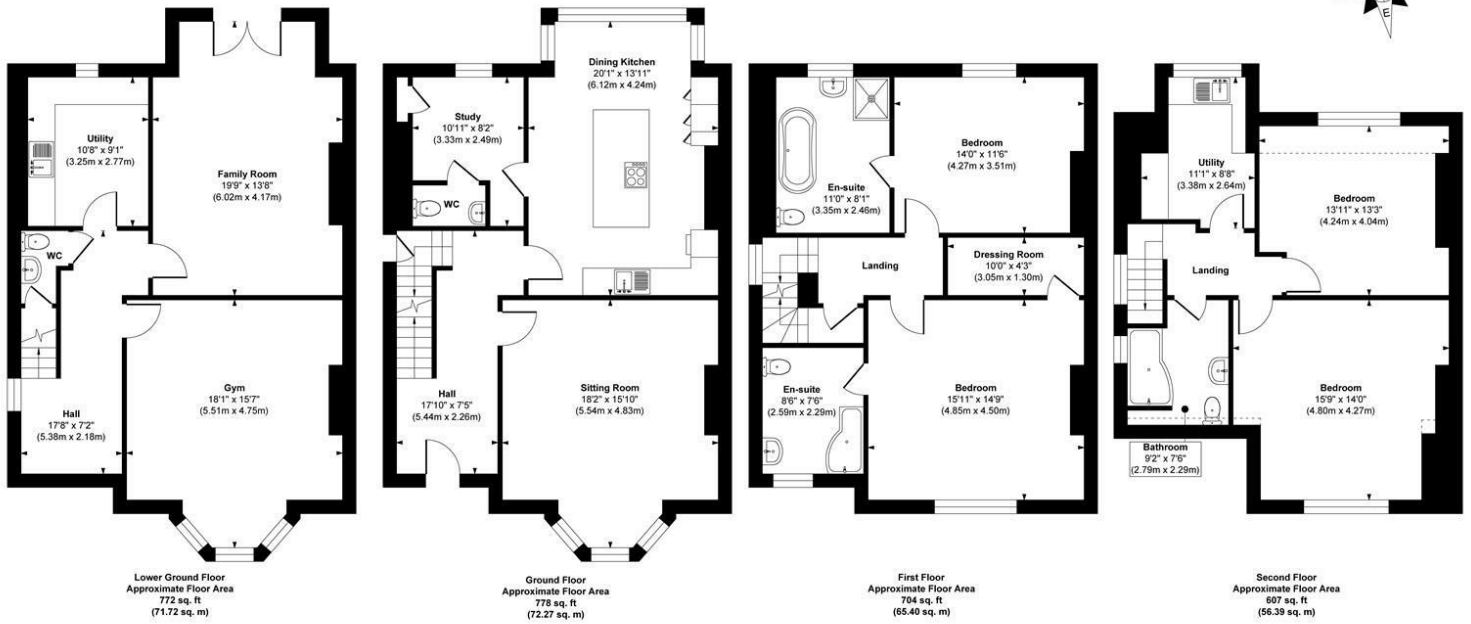 E
Utility
10'8" x 9'1"
(3.25m x 2.77m)
Family Room
19'9" x 13'8"
(6.02m x 4.17m)
WC
Gym
18'1" x 15'7"
(5.51m x 4.75m)
Hall
17'8" x 7'2"
(5.38m x 2.18m)
Lower Ground Floor
Approximate Floor Area
772 sq. ft
(71.72 sq. m)
Dining Kitchen
20'1" x 13'11"
(6.12m x 4.24m)
Study
10'11" x 8'2"
(3.33m x 2.49m)
WC
Hall
17'10" x 7'5"
(5.44m x 2.26m)
Sitting Room
18'2" x 15'10"
(5.54m x 4.83m)
Ground Floor
Approximate Floor Area
778 sq. ft
(72.27 sq. m)
En-suite
11'0" x 8'1"
(3.35m x 2.46m)
Bedroom
14'0" x 11'6"
(4.27m x 3.51m)
Landing
Dressing Room
10'0" x 4'3"
(3.05m x 1.30m)
En-suite
8'6" x 7'6"
(2.59m x 2.29m)
Bedroom
15'11" x 14'9"
(4.85m x 4.50m)
First Floor
Approximate Floor Area
704 sq. ft
(65.40 sq. m)
Utility
11'1" x 8'8"
(3.38m x 2.64m)
Bedroom
13'11" x 13'3"
(4.24m x 4.04m)
Landing
Bedroom
15'9" x 14'0"
(4.80m x 4.27m)
Bathroom
9'2" x 7'6"
(2.79m x 2.29m)
Second Floor
Approximate Floor Area
607 sq. ft
(56.39 sq. m)